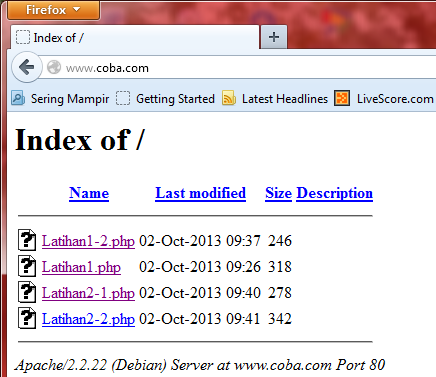 Firefox
Index of /
www.coba.com
Sering Mampir Getting Started Latest Headlines LiveScore.com
Index of /
Name Last modified Size Description
Latihan1-2.php 02-Oct-2013 09:37 246
Latihan1.php 02-Oct-2013 09:26 318
Latihan2-1.php 02-Oct-2013 09:40 278
Latihan2-2.php 02-Oct-2013 09:41 342
Apache/2.2.22 (Debian) Server at www.coba.com Port 80